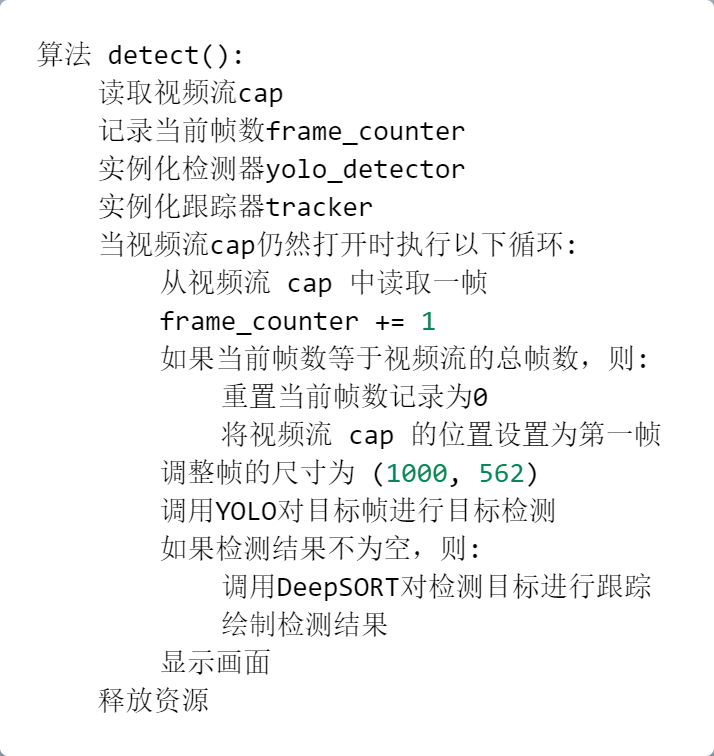 算法 detect():
读取视频流cap
记录当前帧数frame_counter
实例化检测器yolo_detector
实例化跟踪器tracker
当视频流cap仍然打开时执行以下循环:
从视频流 cap 中读取一帧
frame_counter += 1
如果当前帧数等于视频流的总帧数，则:
重置当前帧数记录为0
将视频流 cap 的位置设置为第一帧
调整帧的尺寸为 (1000, 562)
调用YOLO对目标帧进行目标检测
如果检测结果不为空，则:
调用DeepSORT对检测目标进行跟踪
绘制检测结果
显示画面
释放资源